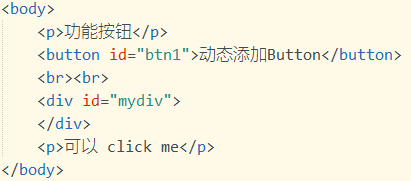 <body>
<p>功能按钮</p>
<button id="btn1">动态添加Button</button>
<br><br>
<div id="mydiv">
</div>
<p>可以 click me</p>
</body>